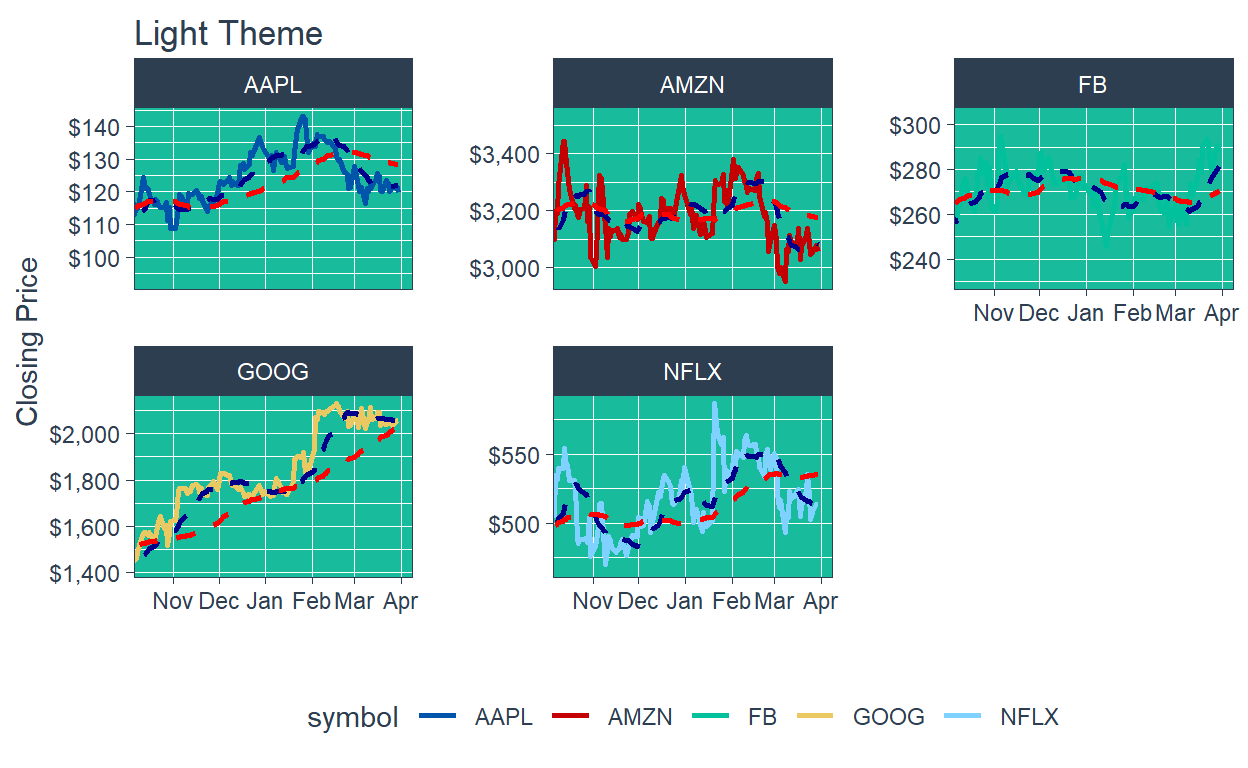 Light Theme
AAPL
AMZN
FB
$140
$130
$120
$110
$100
$3,400
$3,200
$3,000
$300
$280
$260
$240
Nov Dec Jan Feb Mar Apr
Closing Price
GOOG
NFLX
$2,000
$1,800
$1,600
$1,400
$550
$500
Nov Dec Jan Feb Mar Apr
Nov Dec Jan Feb Mar Apr
symbol AAPL AMZN FB GOOG NFLX